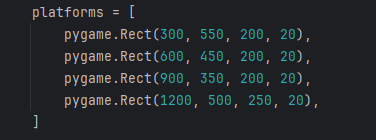 platforms = [
    pygame.Rect(300, 550, 200, 20),
    pygame.Rect(600, 450, 200, 20),
    pygame.Rect(900, 350, 200, 20),
    pygame.Rect(1200, 500, 250, 20),
]